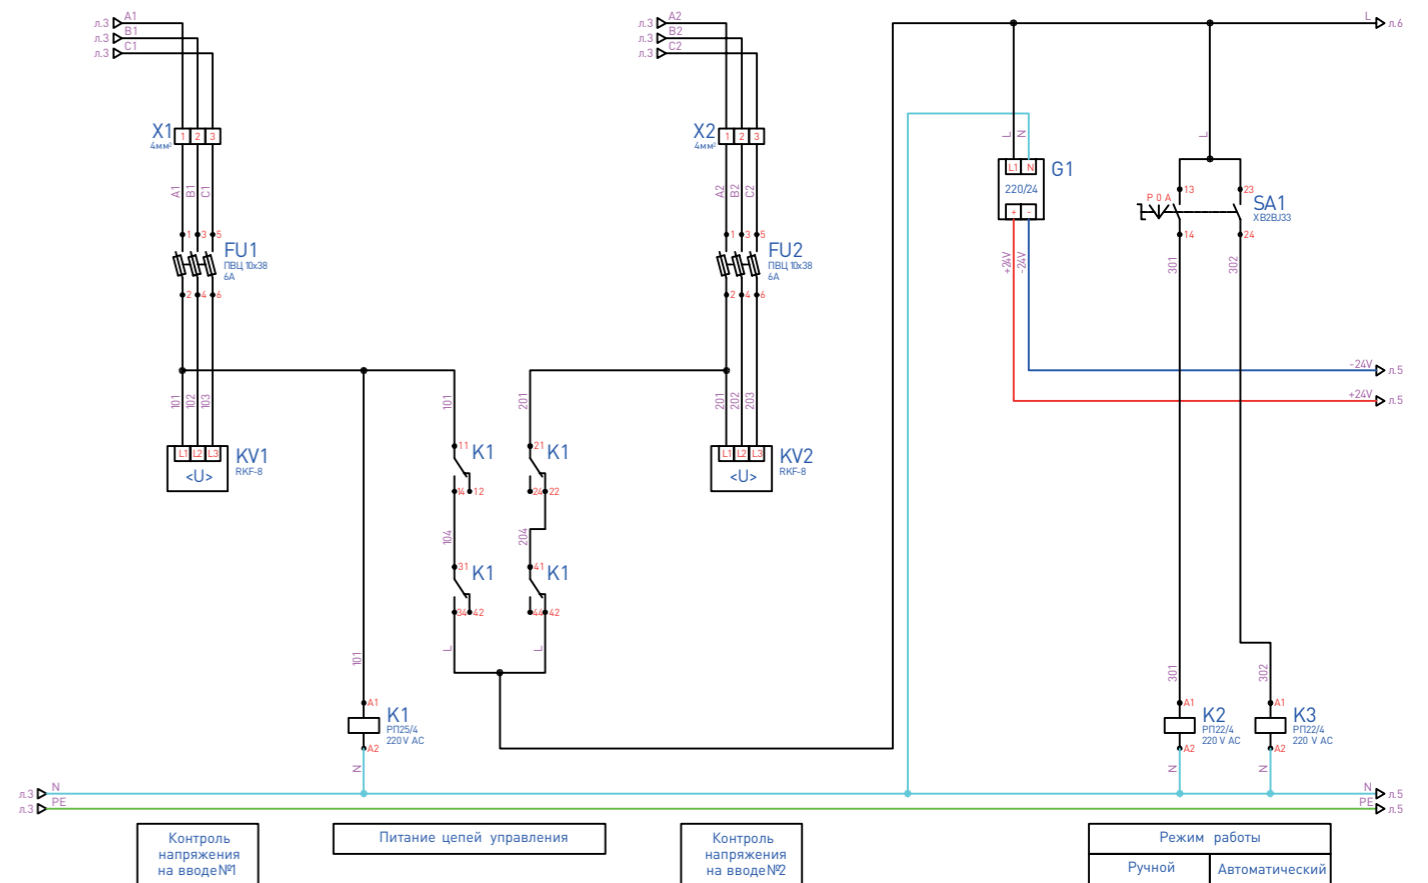 л.3 A1
л.3 B1
л.3 C1
л.3 A2
л.3 B2
л.3 C2
L л.6
X1 1 2 3
4мм²
X2 1 2 3
4мм²
A1 B1 C1
A2 B2 C2
L N
L
L1 N G1
220/24
+ -
+24V -24V
13 23
P 0 A
SA1
XB2BJ33
14 24
301 302
1 3 5
FU1
ПВЦ 10x38
6A
2 4 6
1 3 5
FU2
ПВЦ 10x38
6A
2 4 6
-24V л.5
+24V л.5
101 102 103
101 201
201 202 203
L1 L2 L3 KV1
RKF-8
<U>
11 K1
14 12
21 K1
24 22
L1 L2 L3 KV2
RKF-8
<U>
104 204
31 K1
34 42
41 K1
44 42
L L
101
301 302
A1
K1
РП25/4
220V AC
A2
N
A1
K2
РП22/4
220 V AC
A2
N
A1
K3
РП22/4
220 V AC
A2
N
л.3 N
N л.5
л.3 PE
PE л.5
Контроль
напряжения
на вводе№1
Питание цепей управления
Контроль
напряжения
на вводе№2
Режим работы
Ручной Автоматический